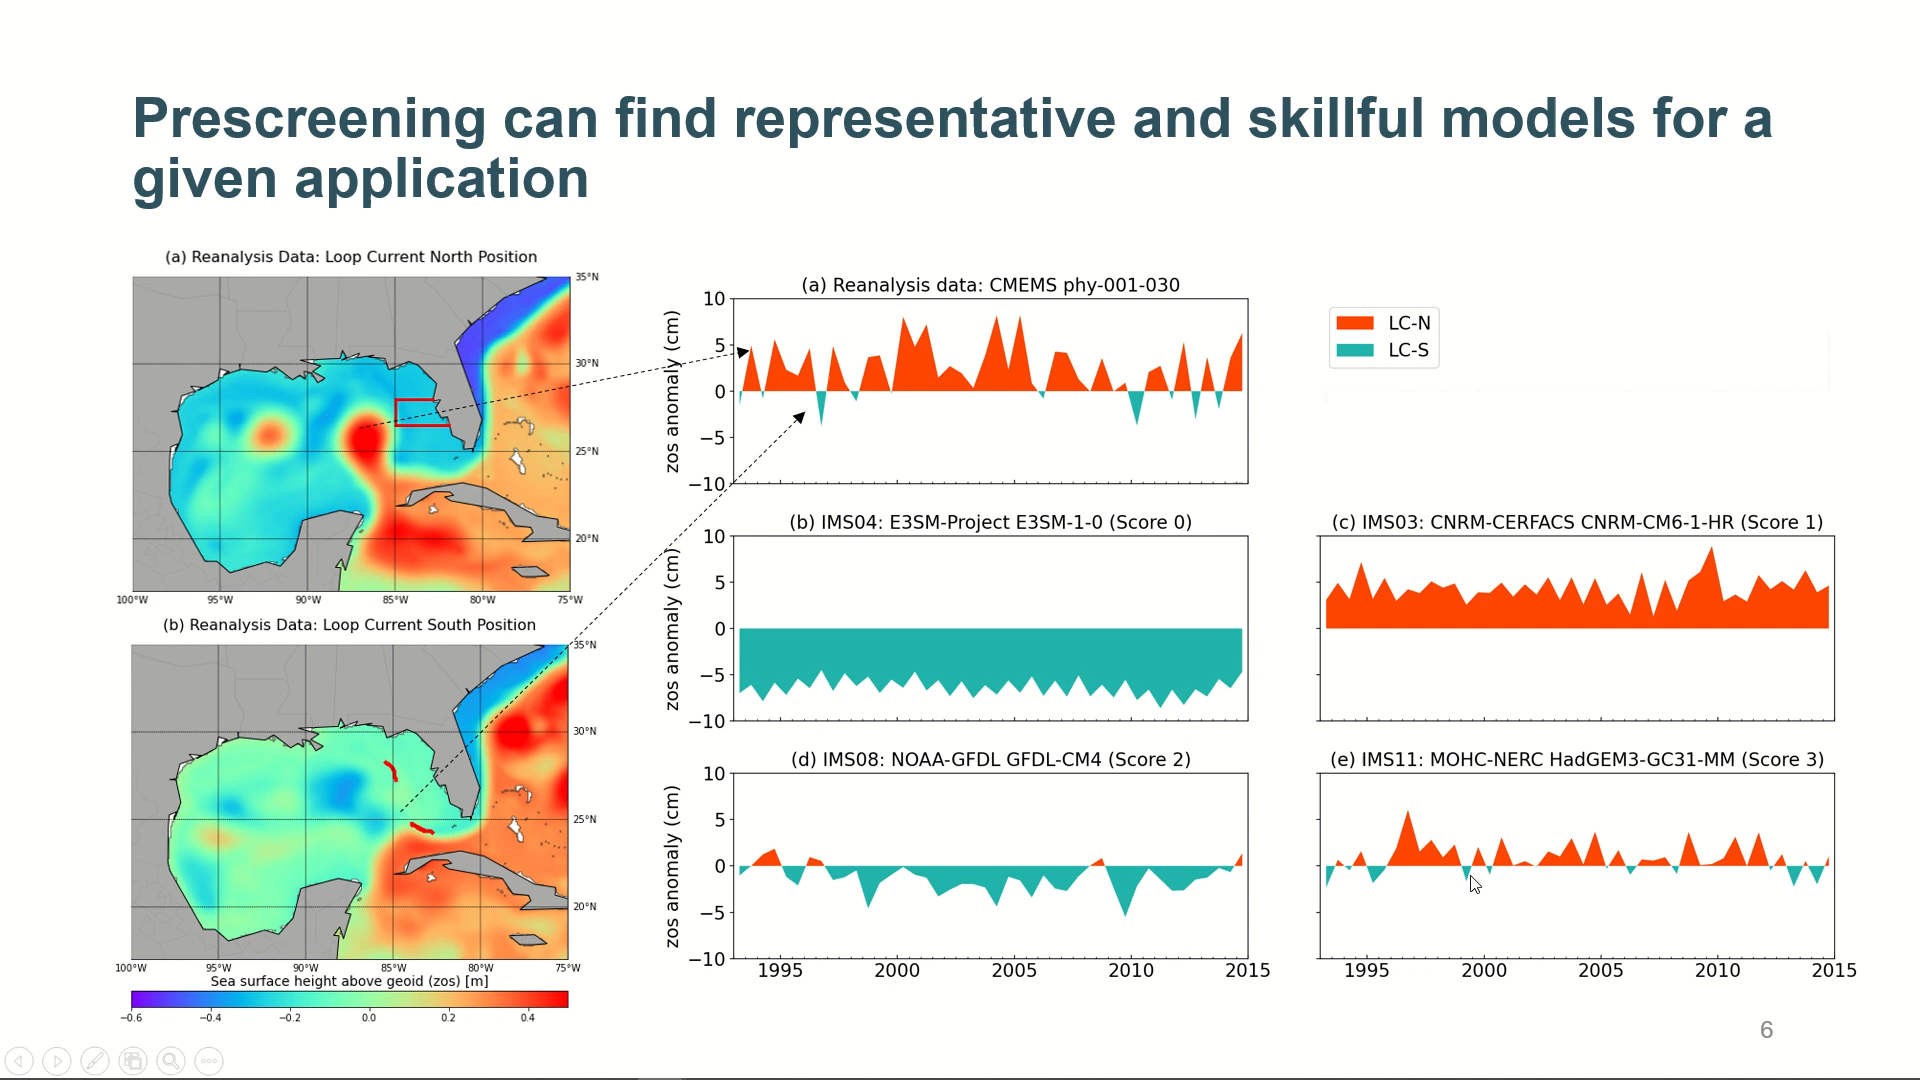 Prescreening can find representative and skillful models for a
given application
(a) Reanalysis Data: Loop Current North Position
35°N
30°N
25°N
20°N
100°W 95°W 90°W 85°W 80°W 75°W
(b) Reanalysis Data: Loop Current South Position
35°N
30°N
25°N
20°N
100°W 95°W 90°W 85°W 80°W 75°W
Sea surface height above geoid (zos) [m]
−0.6 −0.4 −0.2 0.0 0.2 0.4
(a) Reanalysis data: CMEMS phy-001-030
zos anomaly (cm)
10
5
0
−5
−10
LC-N
LC-S
(b) IMS04: E3SM-Project E3SM-1-0 (Score 0)
zos anomaly (cm)
10
5
0
−5
−10
(c) IMS03: CNRM-CERFACS CNRM-CM6-1-HR (Score 1)
(d) IMS08: NOAA-GFDL GFDL-CM4 (Score 2)
zos anomaly (cm)
10
5
0
−5
−10
1995 2000 2005 2010 2015
(e) IMS11: MOHC-NERC HadGEM3-GC31-MM (Score 3)
1995 2000 2005 2010 2015
6